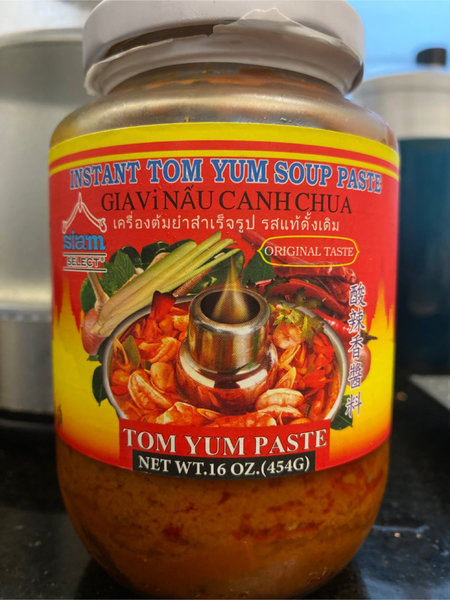 INSTANT TOM YUM SOUP PASTE
GIA Vi NẤU CANH CHUA
เครื่องต้มยำสำเร็จรูป รสแท้ดั้งเดิม
siam
SELECT
ORIGINAL TASTE
酸辣香醬料
TOM YUM PASTE
NET WT.16 OZ.(454G)